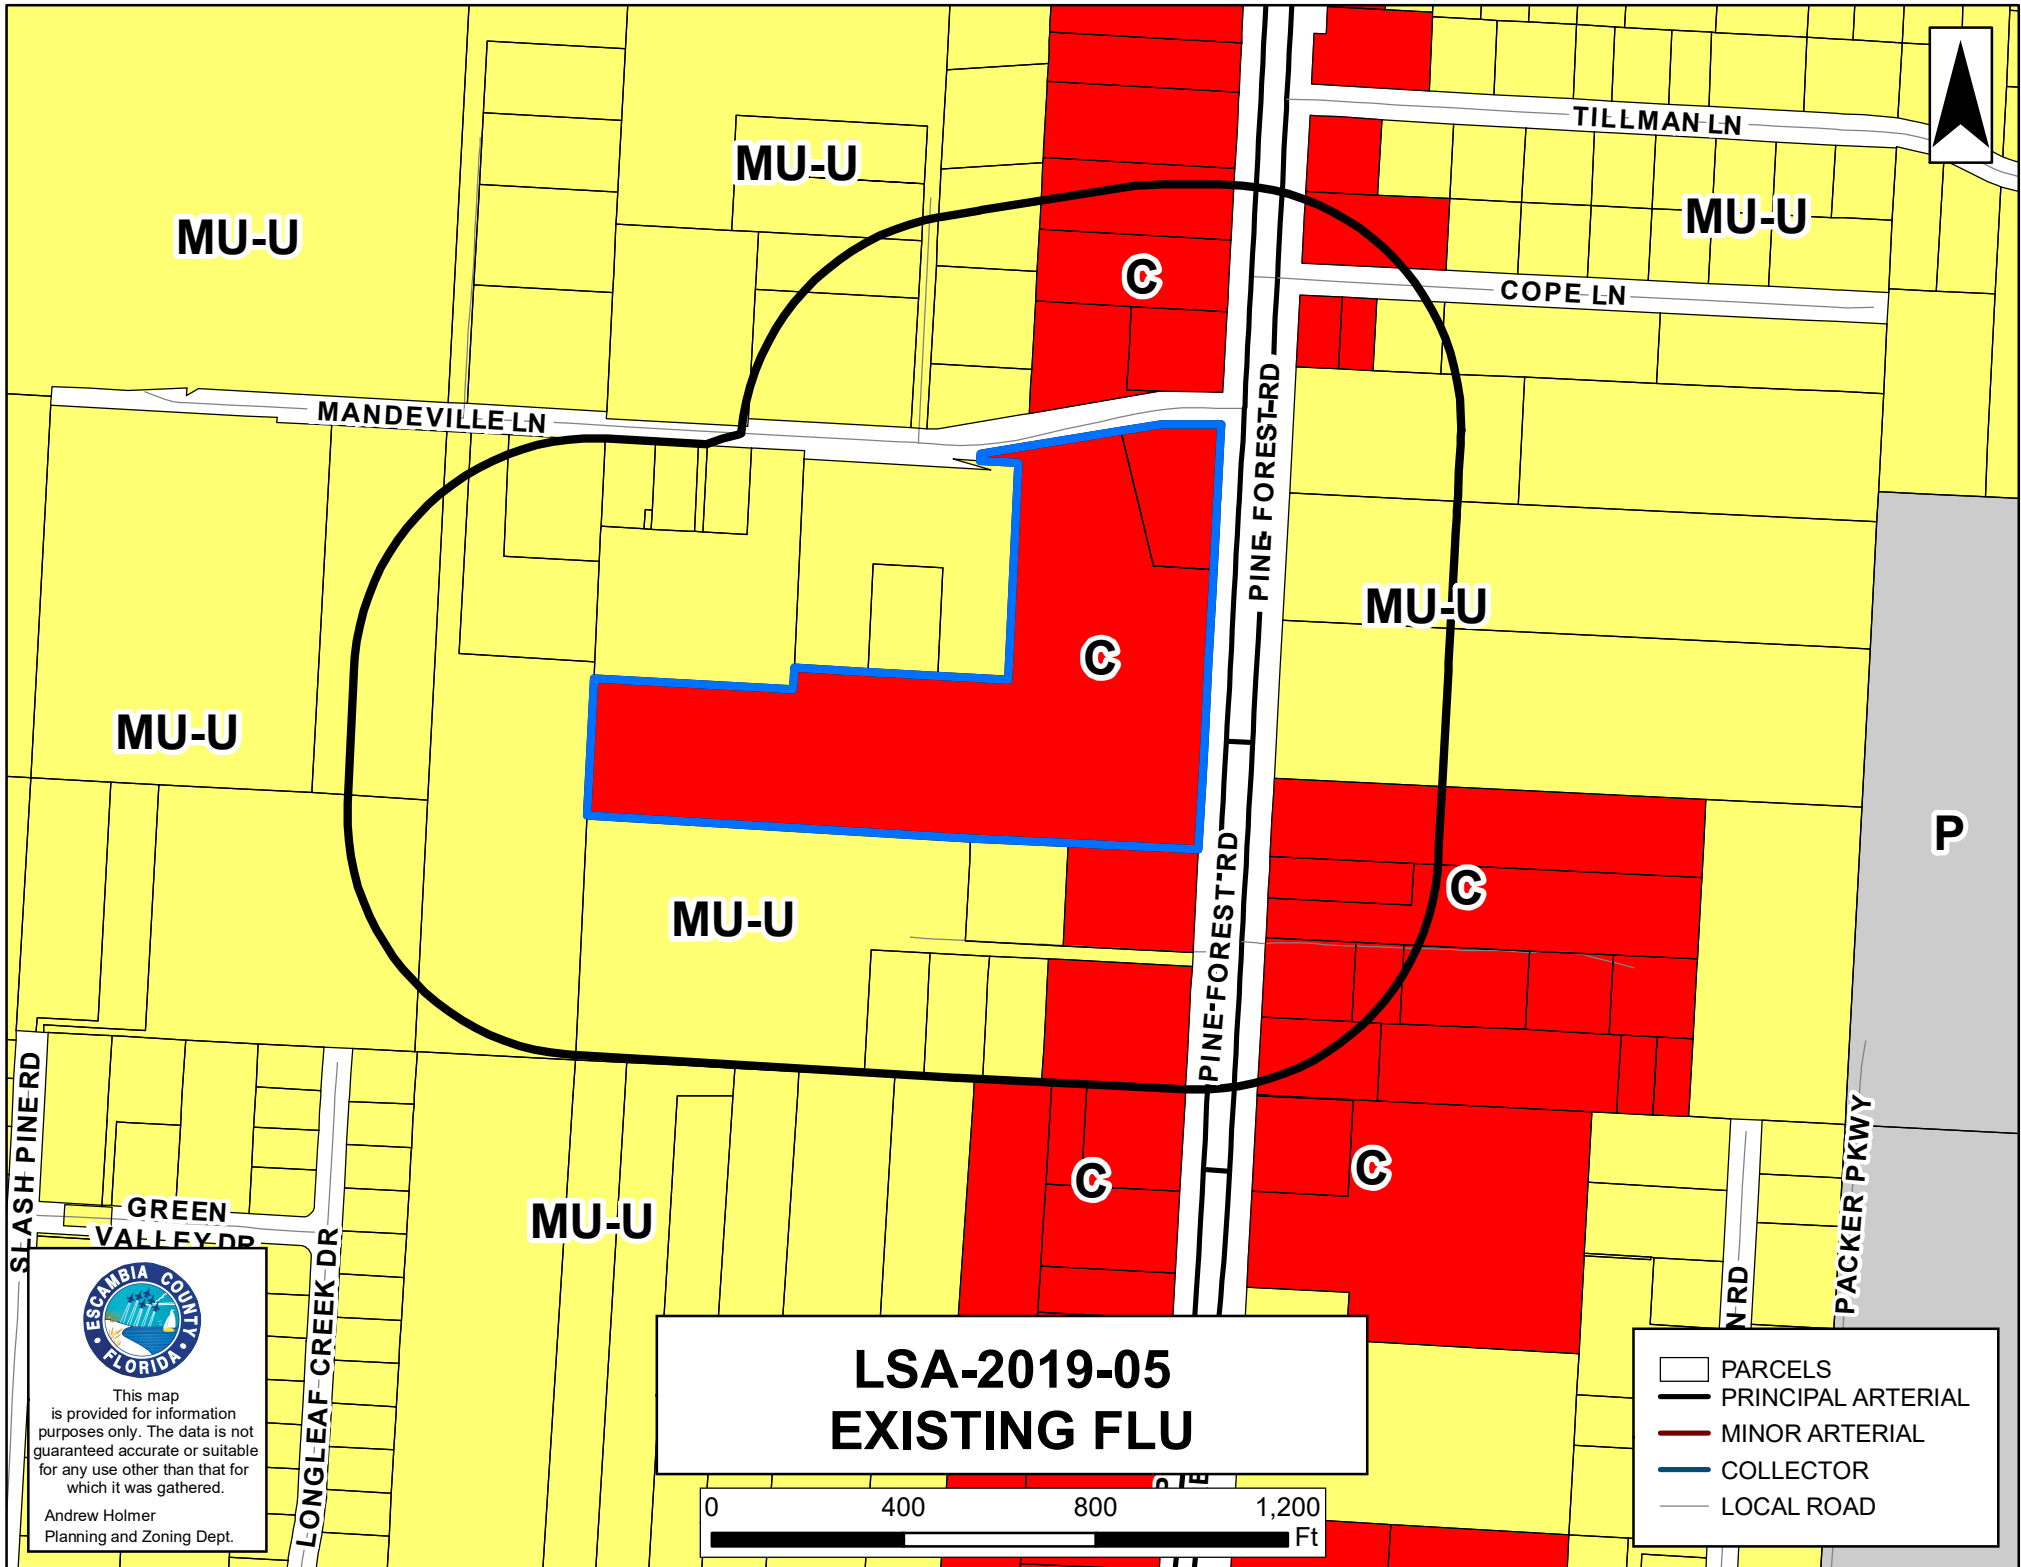 TILLMAN LN
MU-U
MU-U
MU-U
C
COPE LN
MANDEVILLE LN
PINE FOREST RD
MU-U
C
MU-U
P
C
MU-U
PINE FOREST RD
SLASH PINE RD
PACKER PKWY
C
C
MU-U
GREEN
VALLEY DR
LONGLEAF CREEK DR
N RD
ESCAMBIA COUNTY
FLORIDA
This map
is provided for information
purposes only. The data is not
guaranteed accurate or suitable
for any use other than that for
which it was gathered.
Andrew Holmer
Planning and Zoning Dept.
LSA-2019-05
EXISTING FLU
0 400 800 1,200
Ft
PARCELS
PRINCIPAL ARTERIAL
MINOR ARTERIAL
COLLECTOR
LOCAL ROAD